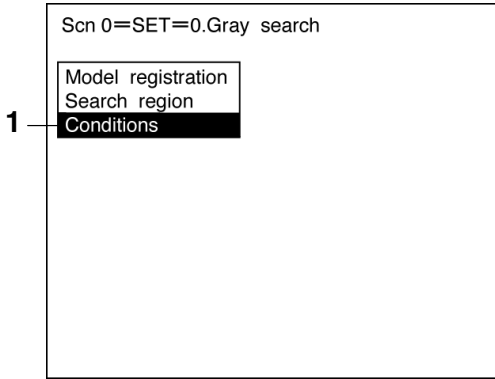 Scn 0=SET=0.Gray search
Model registration
Search region
1
Conditions